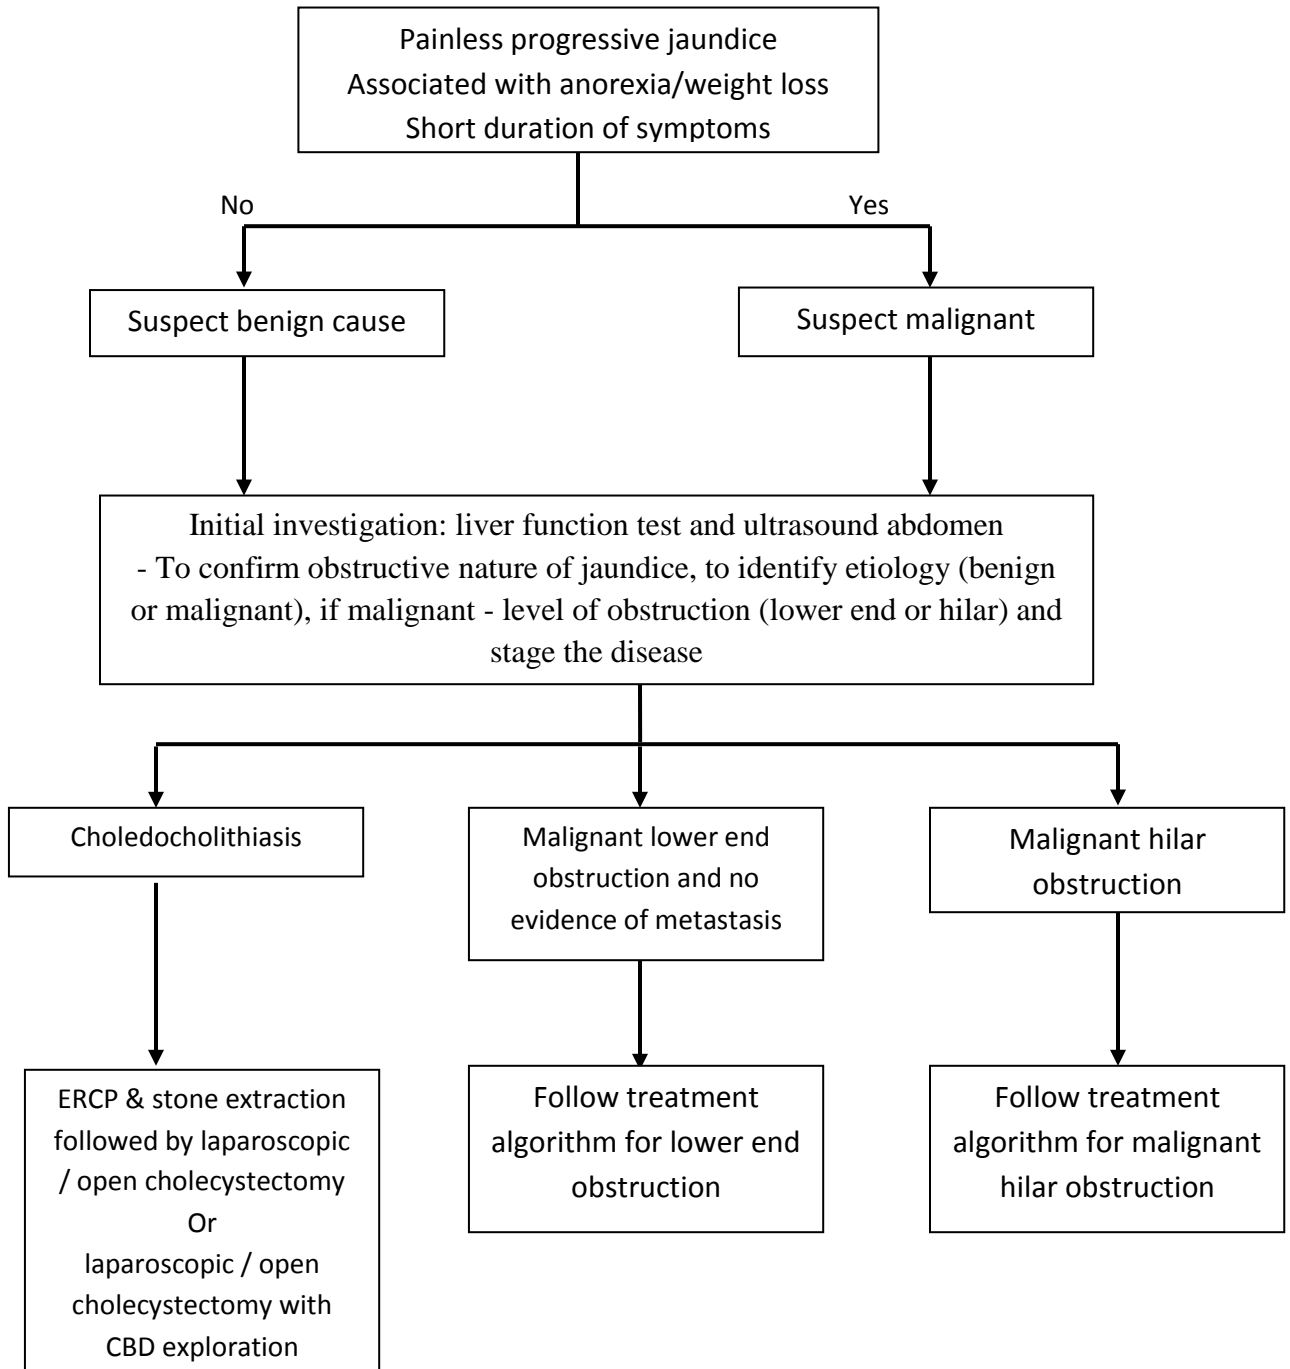 Painless progressive jaundice
Associated with anorexia/weight loss
Short duration of symptoms
No
Yes
Suspect benign cause
Suspect malignant
Initial investigation: liver function test and ultrasound abdomen
- To confirm obstructive nature of jaundice, to identify etiology (benign
or malignant), if malignant - level of obstruction (lower end or hilar) and
stage the disease
Choledocholithiasis
Malignant lower end
obstruction and no
evidence of metastasis
Malignant hilar
obstruction
ERCP & stone extraction
followed by laparoscopic
/ open cholecystectomy
Or
laparoscopic / open
cholecystectomy with
CBD exploration
Follow treatment
algorithm for lower end
obstruction
Follow treatment
algorithm for malignant
hilar obstruction